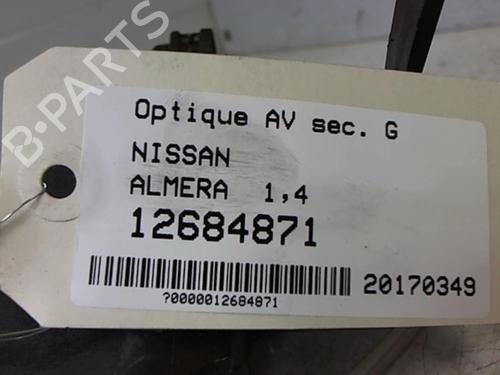 B-PARTS
Optique AV sec. G
NISSAN
ALMERA 1,4
12684871
20170349
?0000012684871